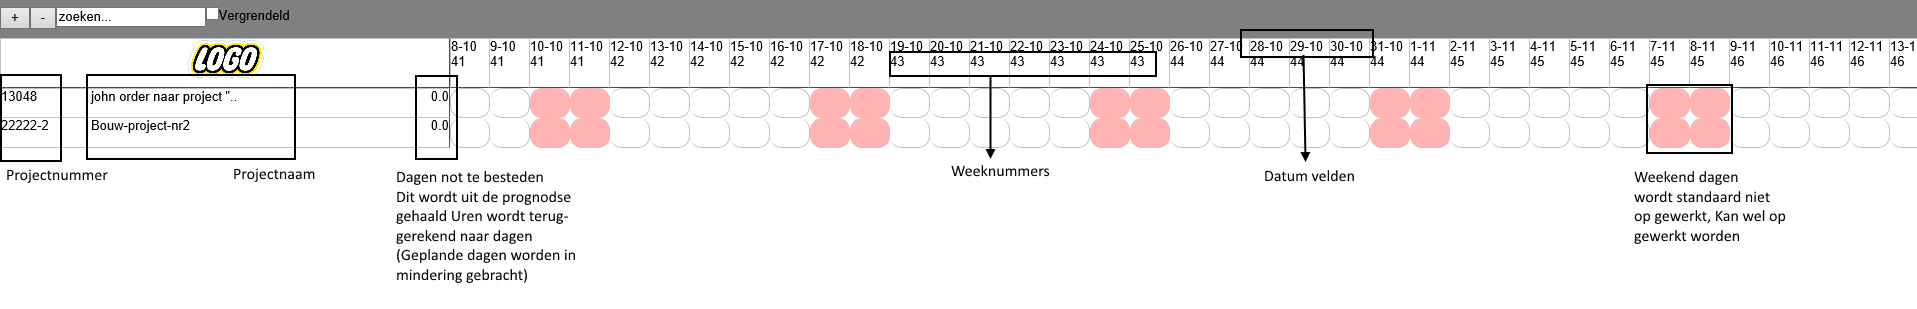 + - zoeken... Vergrendeld
LOGO
8-10 9-10 10-10 11-10 12-10 13-10 14-10 15-10 16-10 17-10 18-10 19-10 20-10 21-10 22-10 23-10 24-10 25-10 26-10 27-10 28-10 29-10 30-10 31-10 1-11 2-11 3-11 4-11 5-11 6-11 7-11 8-11 9-11 10-11 11-11 12-11 13-1
41 41 41 41 42 42 42 42 42 42 42 43 43 43 43 43 43 43 44 44 44 44 44 44 44 45 45 45 45 45 45 45 46 46 46 46 46
13048 john order naar project ".. 0.0
22222-2 Bouw-project-nr2 0.0
Projectnummer
Projectnaam
Dagen not te besteden
Dit wordt uit de prognodse
gehaald Uren wordt terug-
gerekend naar dagen
(Geplande dagen worden in
mindering gebracht)
Weeknummers
Datum velden
Weekend dagen
wordt standaard niet
op gewerkt, Kan wel op
gewerkt worden